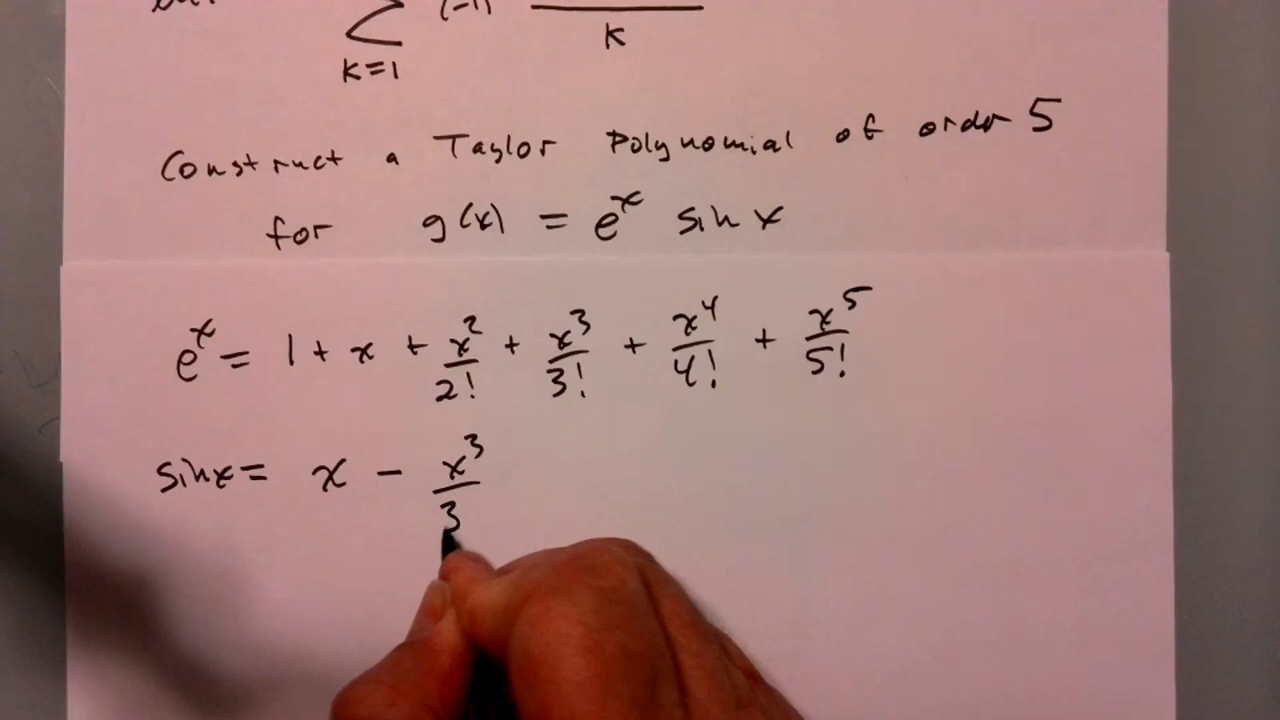 ∑ (-1) / k
k=1
Construct a Taylor Polynomial of order 5
for g(x) = e^x sin x
e^x = 1 + x + x^2/2! + x^3/3! + x^4/4! + x^5/5!
sin x = x - x^3/3